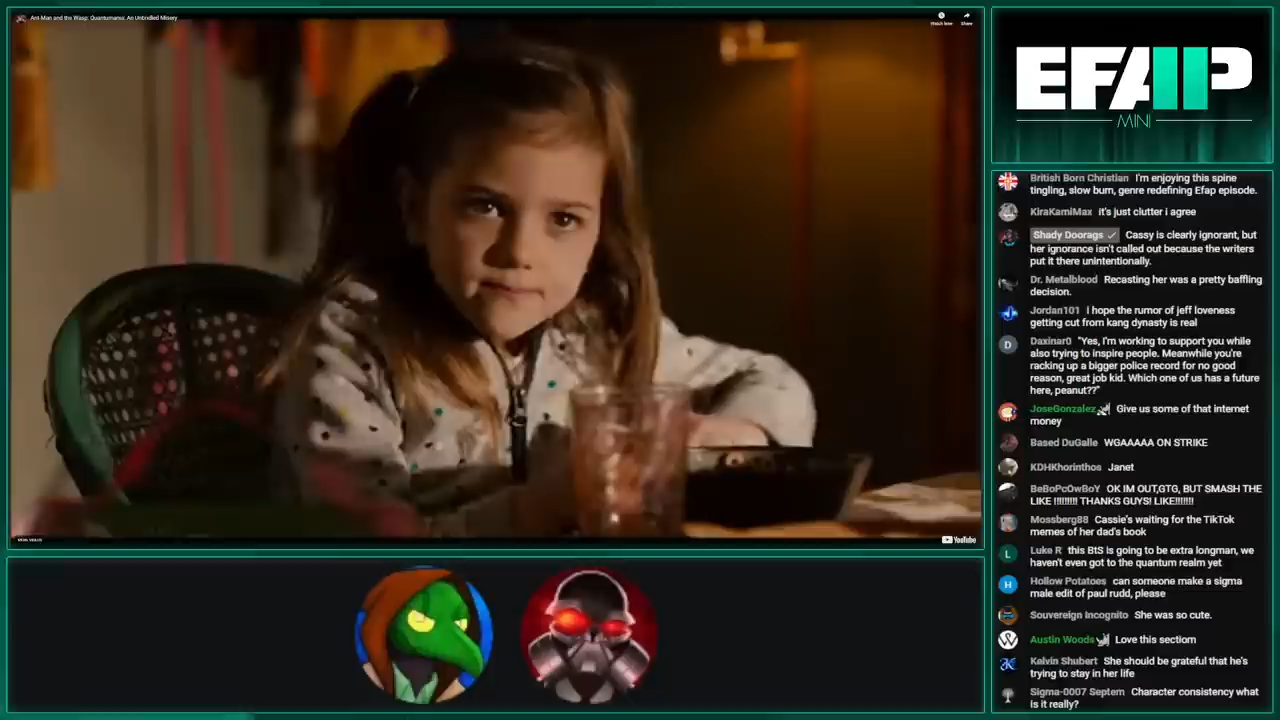 Ant-Man and the Wasp: Quantumania: An Unbridled Misery
Watch later
Share
MORE VIDEOS
YouTube
EFAP
MINI
British Born Christian I'm enjoying this spine
tingling, slow burn, genre redefining Efap episode.
KiraKamiMax it's just clutter i agree
Shady Doorags Cassy is clearly ignorant, but
her ignorance isn't called out because the writers
put it there unintentionally.
Dr. Metalblood Recasting her was a pretty baffling
decision.
Jordan101 I hope the rumor of jeff loveness
getting cut from kang dynasty is real
D
Daxinar0 "Yes, I'm working to support you while
also trying to inspire people. Meanwhile you're
racking up a bigger police record for no good
reason, great job kid. Which one of us has a future
here, peanut??"
JoseGonzalez Give us some of that internet
money
Based DuGalle WGAAAAA ON STRIKE
KDHKhorinthos Janet
BeBoPcOwBoY OK IM OUT,GTG, BUT SMASH THE
LIKE !!!!!!!!! THANKS GUYS! LIKE!!!!!!!
Mossberg88 Cassie's waiting for the TikTok
memes of her dad's book
L
Luke R this BtS is going to be extra longman, we
haven't even got to the quantum realm yet
H
Hollow Potatoes can someone make a sigma
male edit of paul rudd, please
Souvereign Incognito She was so cute.
W
Austin Woods Love this sectiom
Kalvin Shubert She should be grateful that he's
trying to stay in her life
Sigma-0007 Septem Character consistency what
is it really?